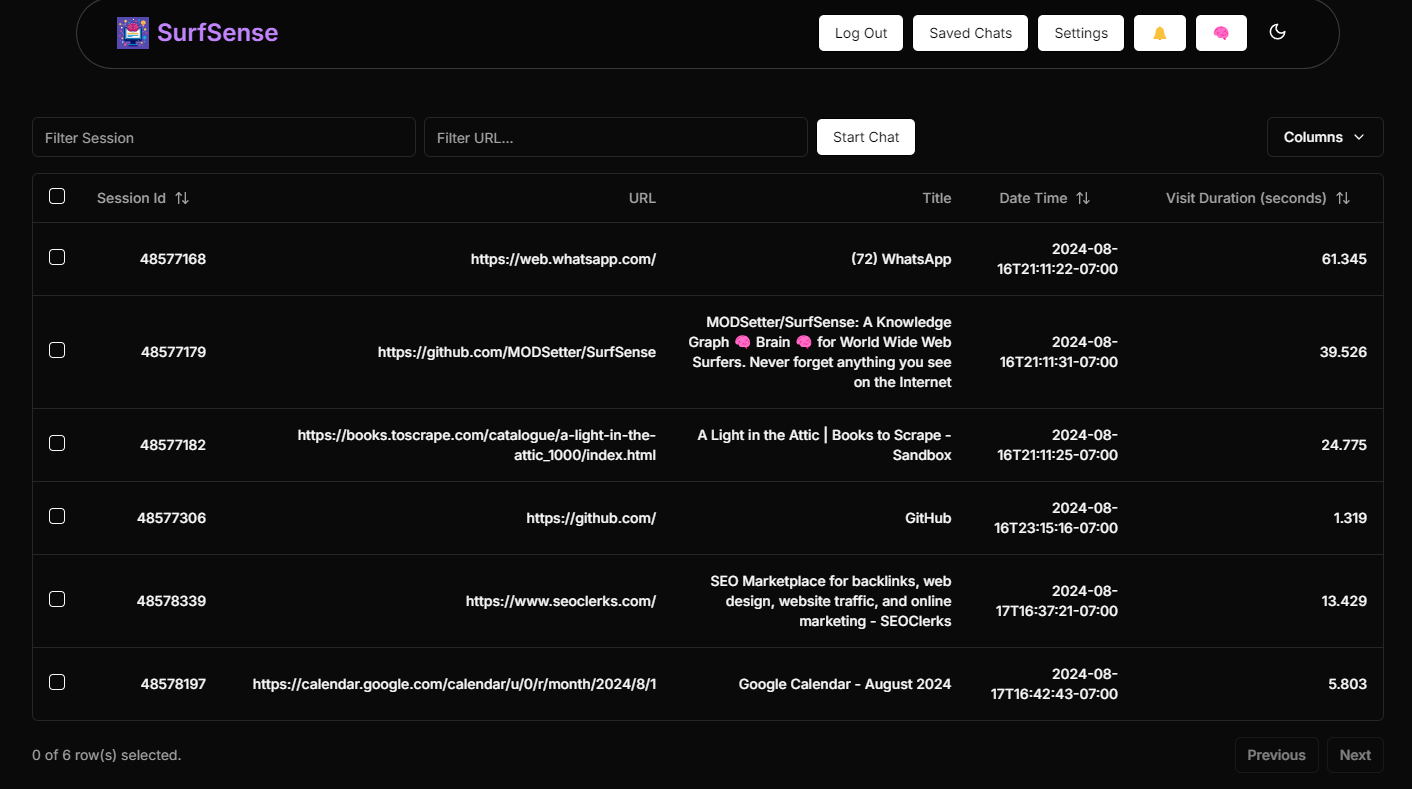 SurfSense
Log Out
Saved Chats
Settings
Filter Session
Filter URL...
Start Chat
Columns
Session Id
URL
Title
Date Time
Visit Duration (seconds)
48577168
https://web.whatsapp.com/
(72) WhatsApp
2024-08-
16T21:11:22-07:00
61.345
48577179
https://github.com/MODSetter/SurfSense
MODSetter/SurfSense: A Knowledge
Graph 🧠 Brain 🧠 for World Wide Web
Surfers. Never forget anything you see
on the Internet
2024-08-
16T21:11:31-07:00
39.526
48577182
https://books.toscrape.com/catalogue/a-light-in-the-
attic_1000/index.html
A Light in the Attic | Books to Scrape -
Sandbox
2024-08-
16T21:11:25-07:00
24.775
48577306
https://github.com/
GitHub
2024-08-
16T23:15:16-07:00
1.319
48578339
https://www.seoclerks.com/
SEO Marketplace for backlinks, web
design, website traffic, and online
marketing - SEOClerks
2024-08-
17T16:37:21-07:00
13.429
48578197
https://calendar.google.com/calendar/u/0/r/month/2024/8/1
Google Calendar - August 2024
2024-08-
17T16:42:43-07:00
5.803
0 of 6 row(s) selected.
Previous
Next